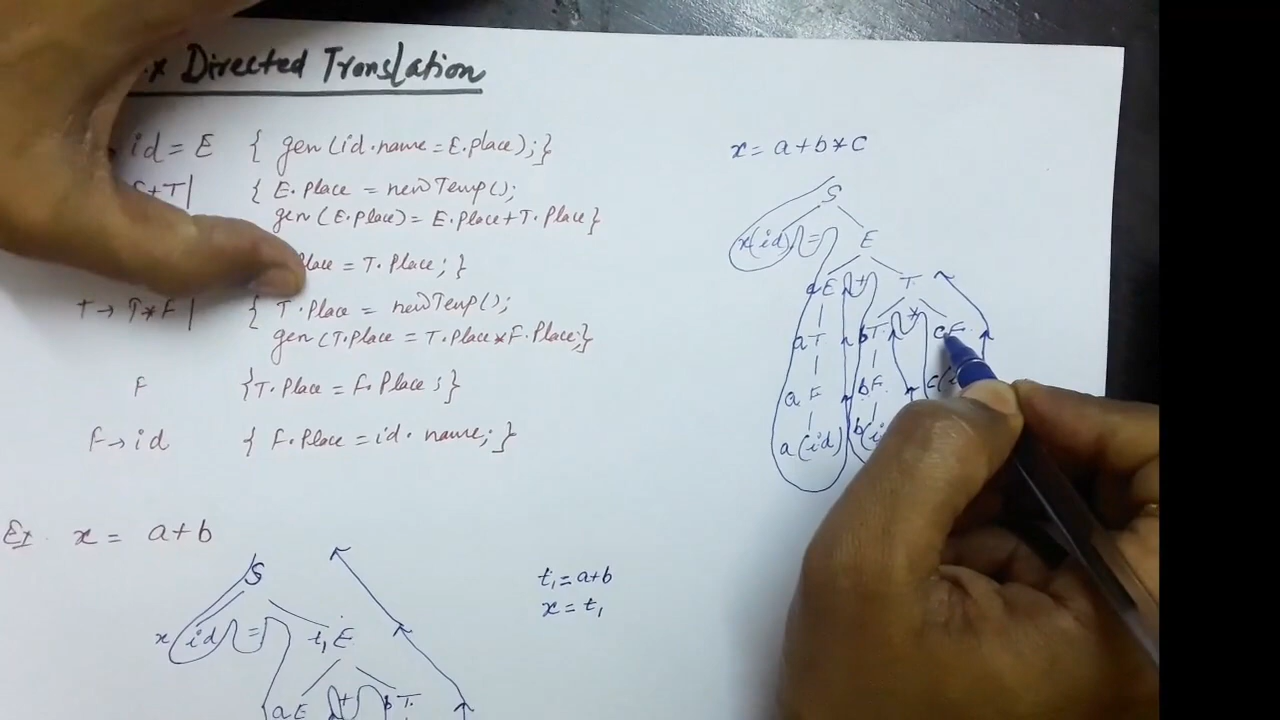 Directed Translation
id = E { gen(id.name = E.place); }
+T| { E.Place = newTemp();
gen(E.Place) = E.Place + T.Place }
Place = T.Place; }
T → T*F | { T.Place = newTemp();
gen(T.Place = T.Place * F.Place;}
F { T.Place = F.Place; }
F → id { F.Place = id.name; }
Ex. x = a+b
S
x id = t₁ E
a E + b T
t₁ = a+b
x = t₁
x = a+b*c
S
x(id) = E
a E + T
a T b T * c F
a F b F c(
a(id) b(i